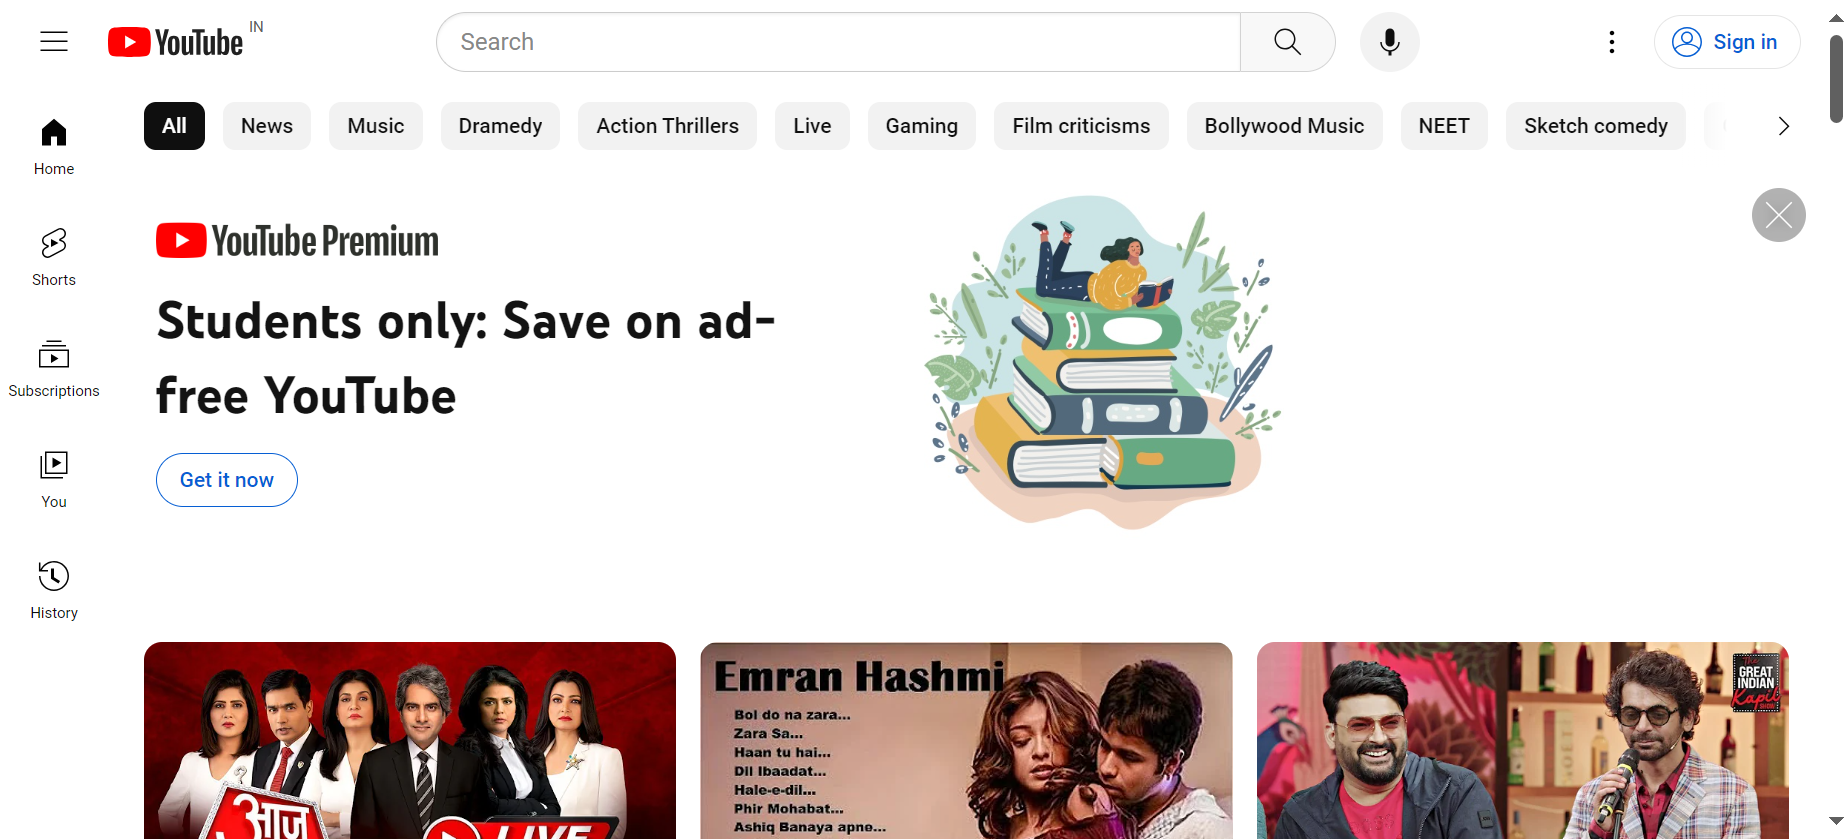 YouTube IN
Search
Sign in
All News Music Dramedy Action Thrillers Live Gaming Film criticisms Bollywood Music NEET Sketch comedy
Home
Shorts
Subscriptions
You
History
YouTube Premium
Students only: Save on ad-
free YouTube
Get it now
आज
LIVE
Emran Hashmi
Bol do na zara...
Zara Sa...
Haan tu hai...
Dil Ibaadat...
Hale-e-dil...
Phir Mohabat...
Ashiq Banaya apne...
The
GREAT
INDIAN
Kapil
SHOW